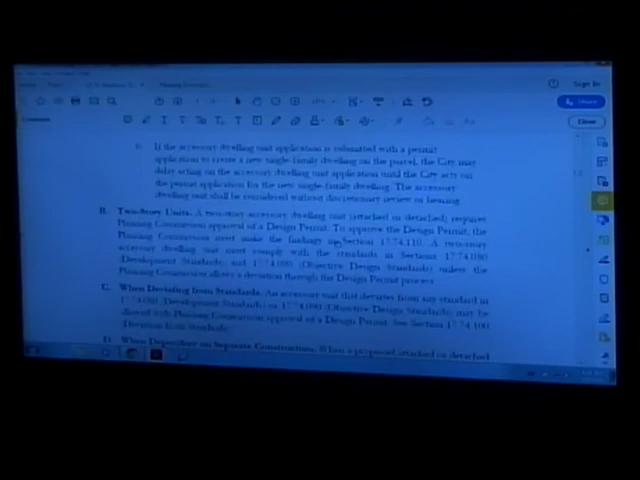 Sign In
Share
Close
If the accessory dwelling unit application is submitted with a permit
application to create a new single-family dwelling on the parcel, the City may
delay acting on the accessory dwelling unit application until the City acts on
the permit application for the new single-family dwelling. The accessory
dwelling unit shall be considered without discretionary review or hearing.
B. Two-Story Units. A two-story accessory dwelling unit (attached or detached) requires
Planning Commission approval of a Design Permit. To approve the Design Permit, the
Planning Commission must make the findings in Section 17.74.110. A two-story
accessory dwelling unit must comply with the standards in Sections 17.74.080
(Development Standards) and 17.74.090 (Objective Design Standards) unless the
Planning Commission allows a deviation through the Design Permit process.
C. When Deviating from Standards. An accessory unit that deviates from any standard in
17.74.080 (Development Standards) or 17.74.090 (Objective Design Standards) may be
allowed with Planning Commission approval of a Design Permit. See Section 17.74.100
(Deviation from Standards).
D. When Dependent on Separate Construction. When a proposed attached or detached